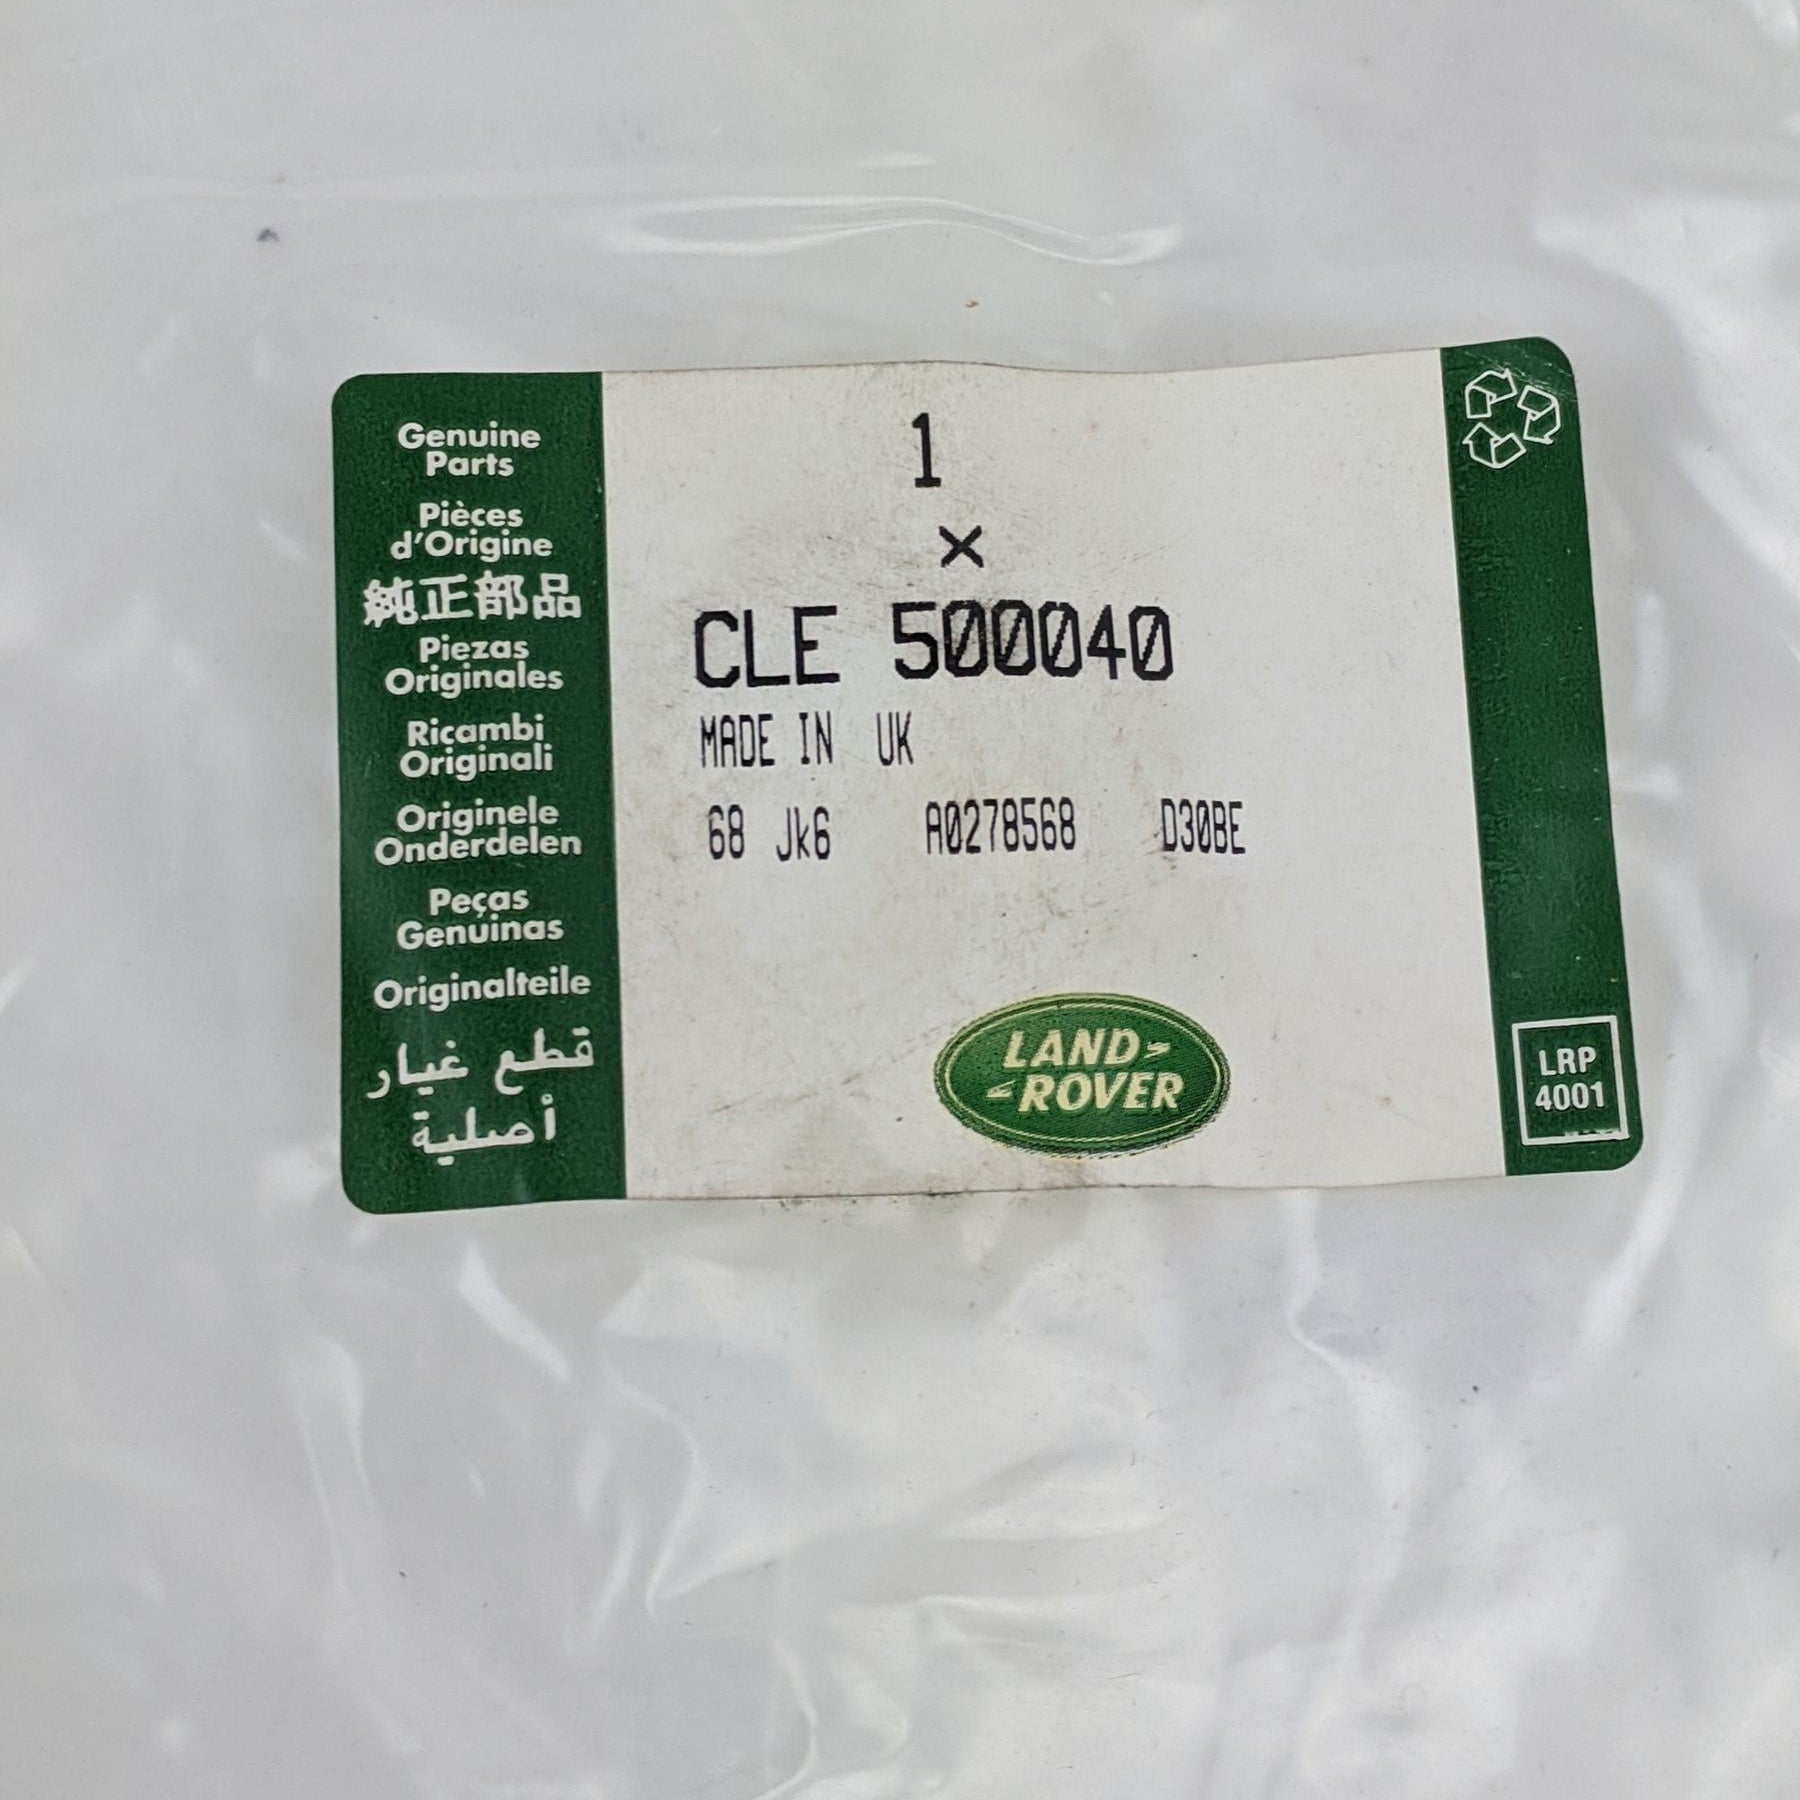 Genuine
Parts
Pièces
d'Origine
純正部品
Piezas
Originales
Ricambi
Originali
Originele
Onderdelen
Peças
Genuinas
Originalteile
قطع غيار
أصلية
1
×
CLE 500040
MADE IN UK
68 Jk6 A0278568 D30BE
LAND-
-ROVER
LRP
4001